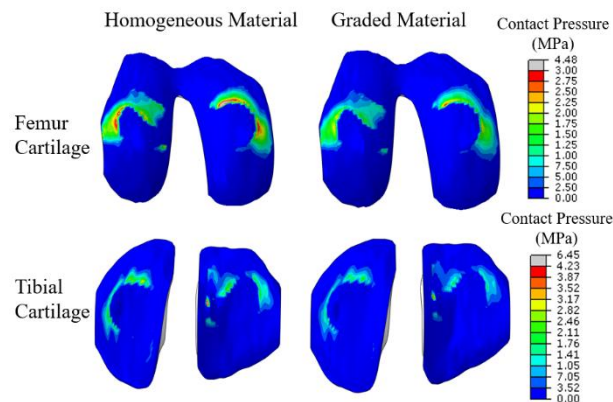 Homogeneous Material
Graded Material
Contact Pressure
(MPa)
4.48
3.00
2.75
2.50
2.25
2.00
1.75
1.50
1.25
1.00
7.50
5.00
2.50
0.00
Femur
Cartilage
Contact Pressure
(MPa)
6.45
4.23
3.87
3.52
3.17
2.82
2.46
2.11
1.76
1.41
1.05
7.05
3.52
0.00
Tibial
Cartilage